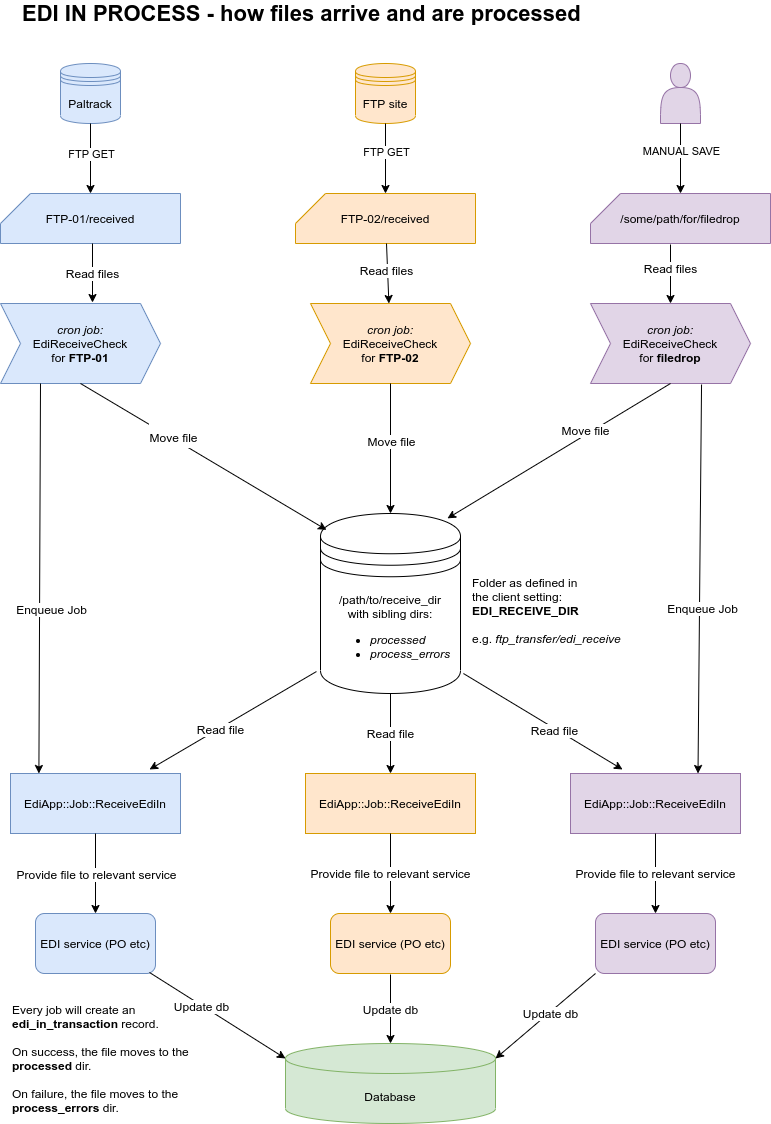 EDI IN PROCESS - how files arrive and are processed
Paltrack
FTP site
FTP GET
FTP GET
MANUAL SAVE
FTP-01/received
FTP-02/received
/some/path/for/filedrop
Read files
Read files
Read files
cron job:
EdiReceiveCheck
for FTP-01
cron job:
EdiReceiveCheck
for FTP-02
cron job:
EdiReceiveCheck
for filedrop
Move file
Move file
Move file
Enqueue Job
/path/to/receive_dir
with sibling dirs:
• processed
• process_errors
Folder as defined in
the client setting:
EDI_RECEIVE_DIR
e.g. ftp_transfer/edi_receive
Enqueue Job
Read file
Read file
Read file
EdiApp::Job::ReceiveEdiIn
EdiApp::Job::ReceiveEdiIn
EdiApp::Job::ReceiveEdiIn
Provide file to relevant service
Provide file to relevant service
Provide file to relevant service
EDI service (PO etc)
EDI service (PO etc)
EDI service (PO etc)
Update db
Update db
Update db
Every job will create an
edi_in_transaction record.
On success, the file moves to the
processed dir.
On failure, the file moves to the
process_errors dir.
Database